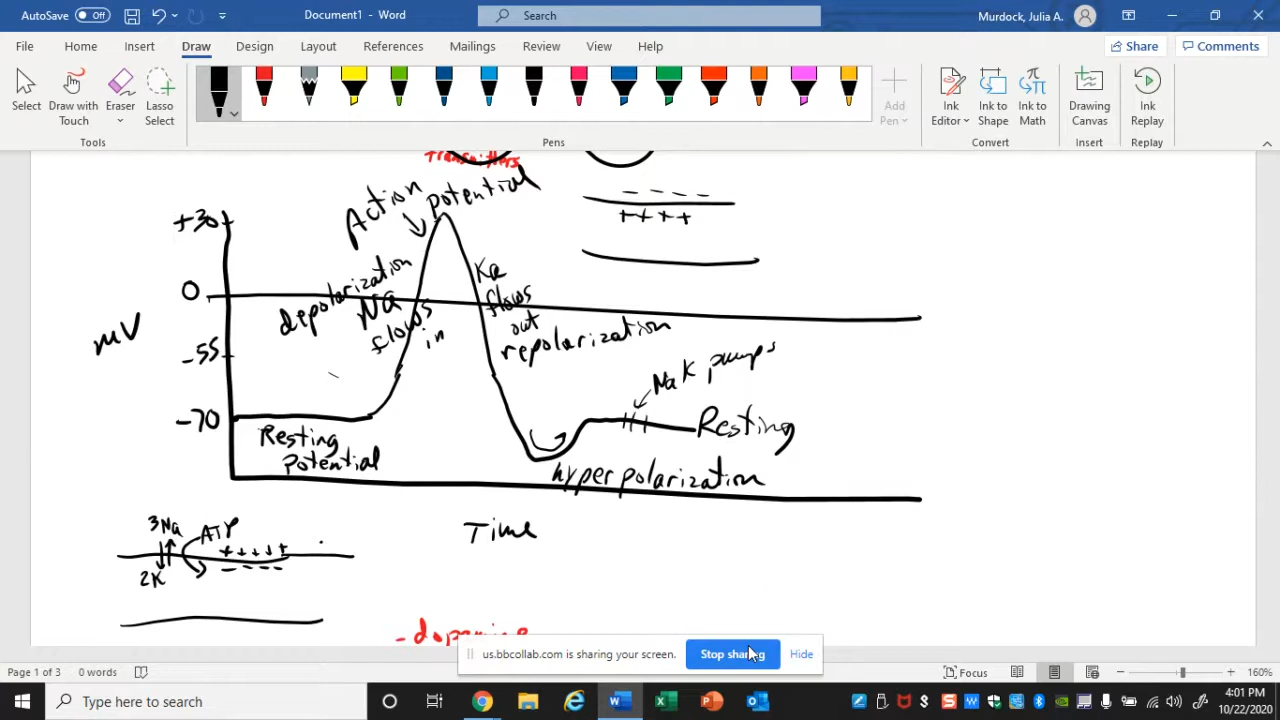 AutoSave Off Document1 - Word Search Murdock, Julia A.
File Home Insert Draw Design Layout References Mailings Review View Help Share Comments
Select Draw with Touch Eraser Lasso Select Add Pen Ink Editor Ink to Shape Ink to Math Drawing Canvas Ink Replay
Tools Pens Convert Insert Replay
Transmitters
Action potential
- - - -
+ + + +
+30
0
mV
-55
-70
depolarization
Na
flows
in
Ka
flows
out
repolarization
Na K pumps
Resting
Potential
Resting
hyperpolarization
Time
3Na ATP
+ + + + +
2K
- - - -
- dopamine
us.bbcollab.com is sharing your screen. Stop sharing Hide
Page 1 of 3 0 words Focus 160%
Type here to search 4:01 PM
10/22/2020